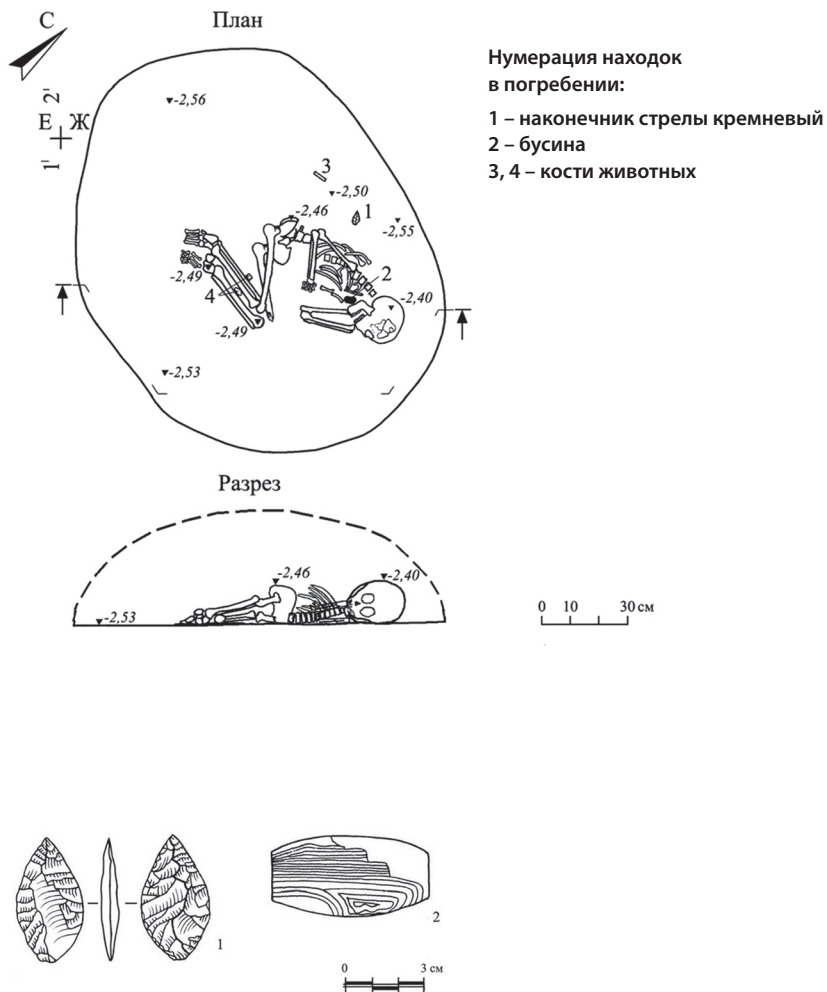 С
План
Нумерация находок
в погребении:
1 – наконечник стрелы кремневый
2 – бусина
3, 4 – кости животных
-2,56
2'
Е Ж
1'
3
-2,50
1
-2,46
-2,55
2
-2,49
4
-2,40
-2,49
-2,53
Разрез
-2,46
-2,40
-2,53
0 10 30 см
1
2
0 3 см